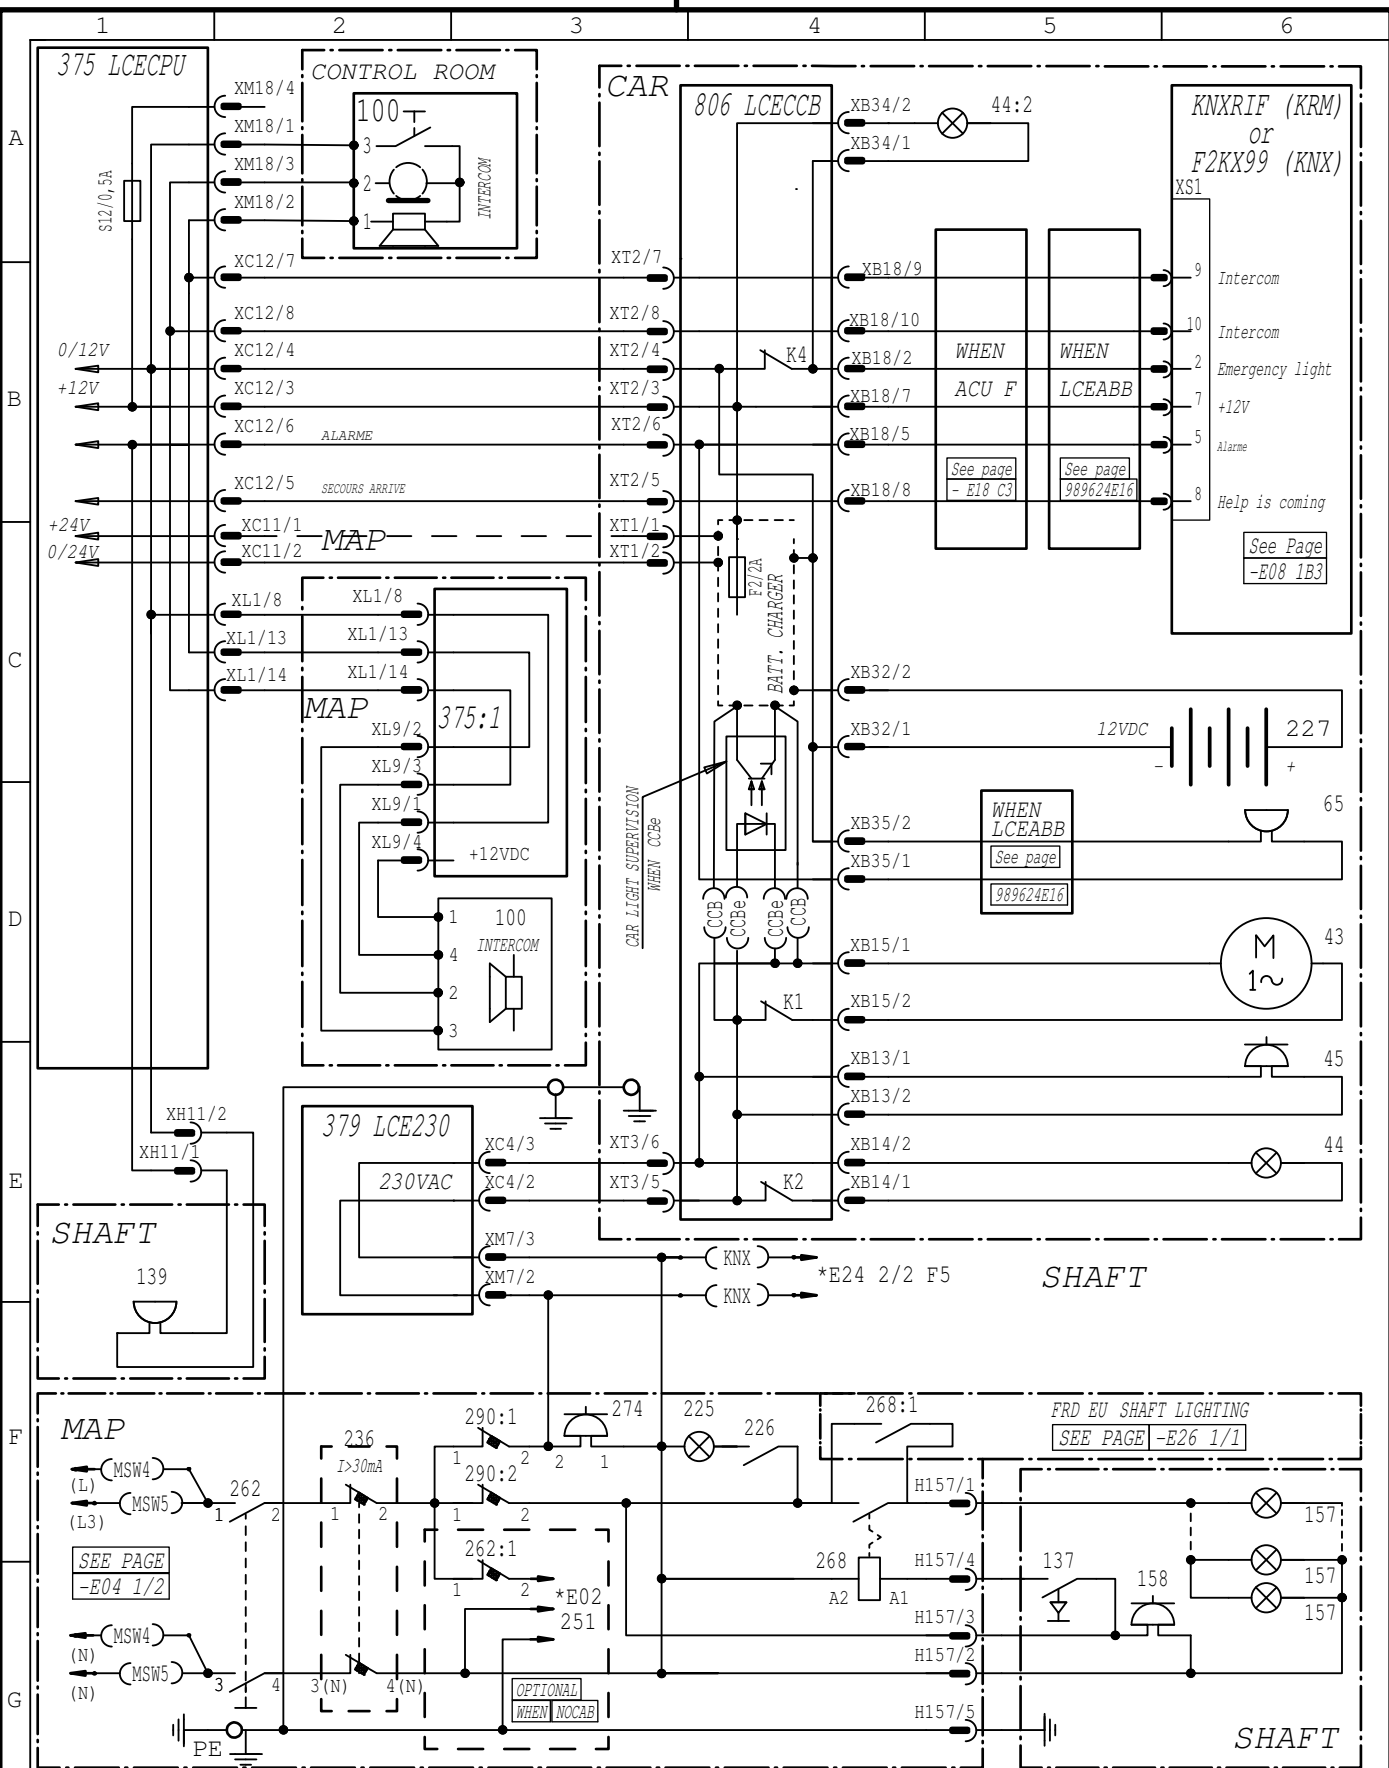 1 2 3 4 5 6
A
B
C
D
E
F
G
375 LCECPU
S12/0,5A
XM18/4
XM18/1
XM18/3
XM18/2
XC12/7
XC12/8
XC12/4
XC12/3
XC12/6
XC12/5
XC11/1
XC11/2
XL1/8
XL1/13
XL1/14
0/12V
+12V
+24V
0/24V
ALARME
SECOURS ARRIVE
MAP
CONTROL ROOM
100
3
2
1
INTERCOM
MAP
XL1/8
XL1/13
XL1/14
375:1
XL9/2
XL9/3
XL9/1
XL9/4
+12VDC
1
4
2
3
100
INTERCOM
CAR
XT2/7
XT2/8
XT2/4
XT2/3
XT2/6
XT2/5
XT1/1
XT1/2
806 LCECCB
K4
F2/2A
BATT. CHARGER
CAR LIGHT SUPERVISION
WHEN CCBe
CCB
CCBe
CCBe
CCB
K1
K2
XB34/2
XB34/1
44:2
XB18/9
XB18/10
XB18/2
XB18/7
XB18/5
XB18/8
WHEN
ACU F
See page
- E18 C3
WHEN
LCEABB
See page
989624E16
KNXRIF (KRM)
or
F2KX99 (KNX)
XS1
9 Intercom
10 Intercom
2 Emergency light
7 +12V
5 Alarme
8 Help is coming
See Page
-E08 1B3
XB32/2
XB32/1
12VDC
227
-
+
XB35/2
XB35/1
WHEN
LCEABB
See page
989624E16
65
XB15/1
XB15/2
M
1~
43
XB13/1
XB13/2
45
XB14/2
XB14/1
44
XH11/2
XH11/1
SHAFT
139
379 LCE230
230VAC
XC4/3
XC4/2
XM7/3
XM7/2
XT3/6
XT3/5
KNX
KNX
*E24 2/2 F5
SHAFT
MAP
MSW4
(L)
MSW5
(L3)
262
1 2
SEE PAGE
-E04 1/2
MSW4
(N)
MSW5
(N)
3 4
PE
236
I>30mA
1 2
3(N) 4(N)
290:1
1 2
290:2
1 2
262:1
1 2
*E02
251
OPTIONAL
WHEN NOCAB
274
2 1
225
226
268:1
268
A2 A1
H157/1
H157/4
H157/3
H157/2
H157/5
FRD EU SHAFT LIGHTING
SEE PAGE -E26 1/1
137
158
157
157
157
SHAFT